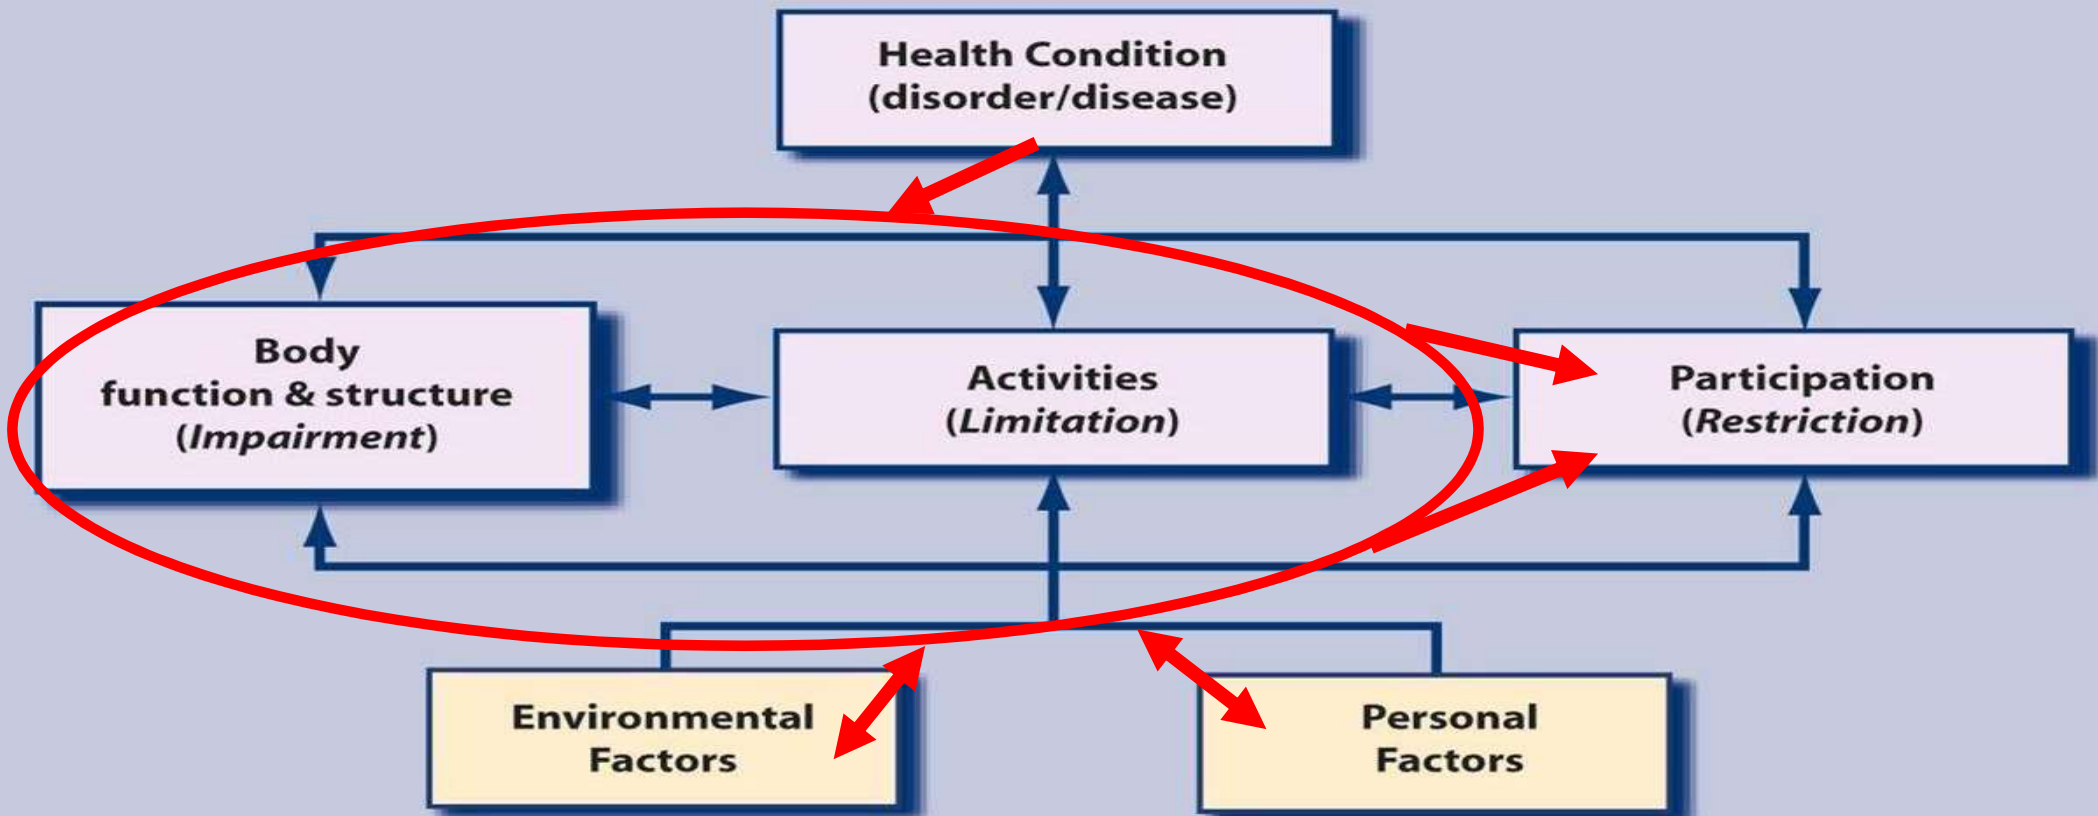 Health Condition
(disorder/disease)
Body
function & structure
(Impairment)
Activities
(Limitation)
Participation
(Restriction)
Environmental
Factors
Personal
Factors